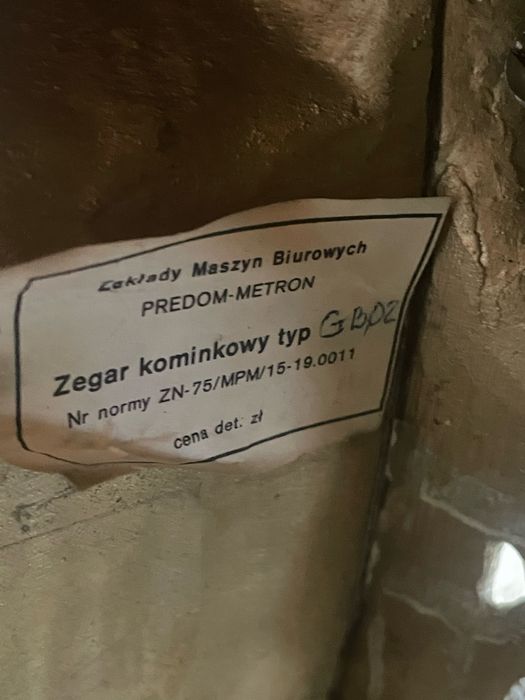 Zakłady Maszyn Biurowych
PREDOM-METRON
Zegar kominkowy typ GB02
Nr normy ZN-75/MPM/15-19.0011
cena det. zł